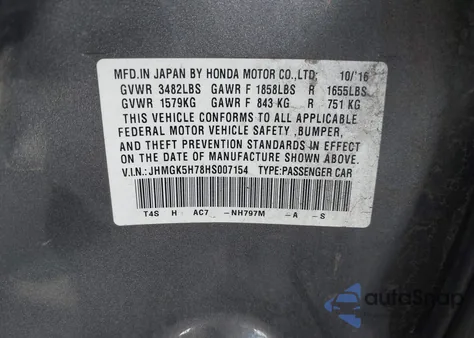 MFD.IN JAPAN BY HONDA MOTOR CO.,LTD; 10/'16
GVWR 3482LBS GAWR F 1858LBS R 1655LBS
GVWR 1579KG GAWR F 843 KG R 751 KG
THIS VEHICLE CONFORMS TO ALL APPLICABLE
FEDERAL MOTOR VEHICLE SAFETY ,BUMPER,
AND THEFT PREVENTION STANDARDS IN EFFECT
ON THE DATE OF MANUFACTURE SHOWN ABOVE.
V.I.N.: JHMGK5H78HS007154 TYPE:PASSENGER CAR
T4S H AC7 -NH797M -A -S
autoSnap